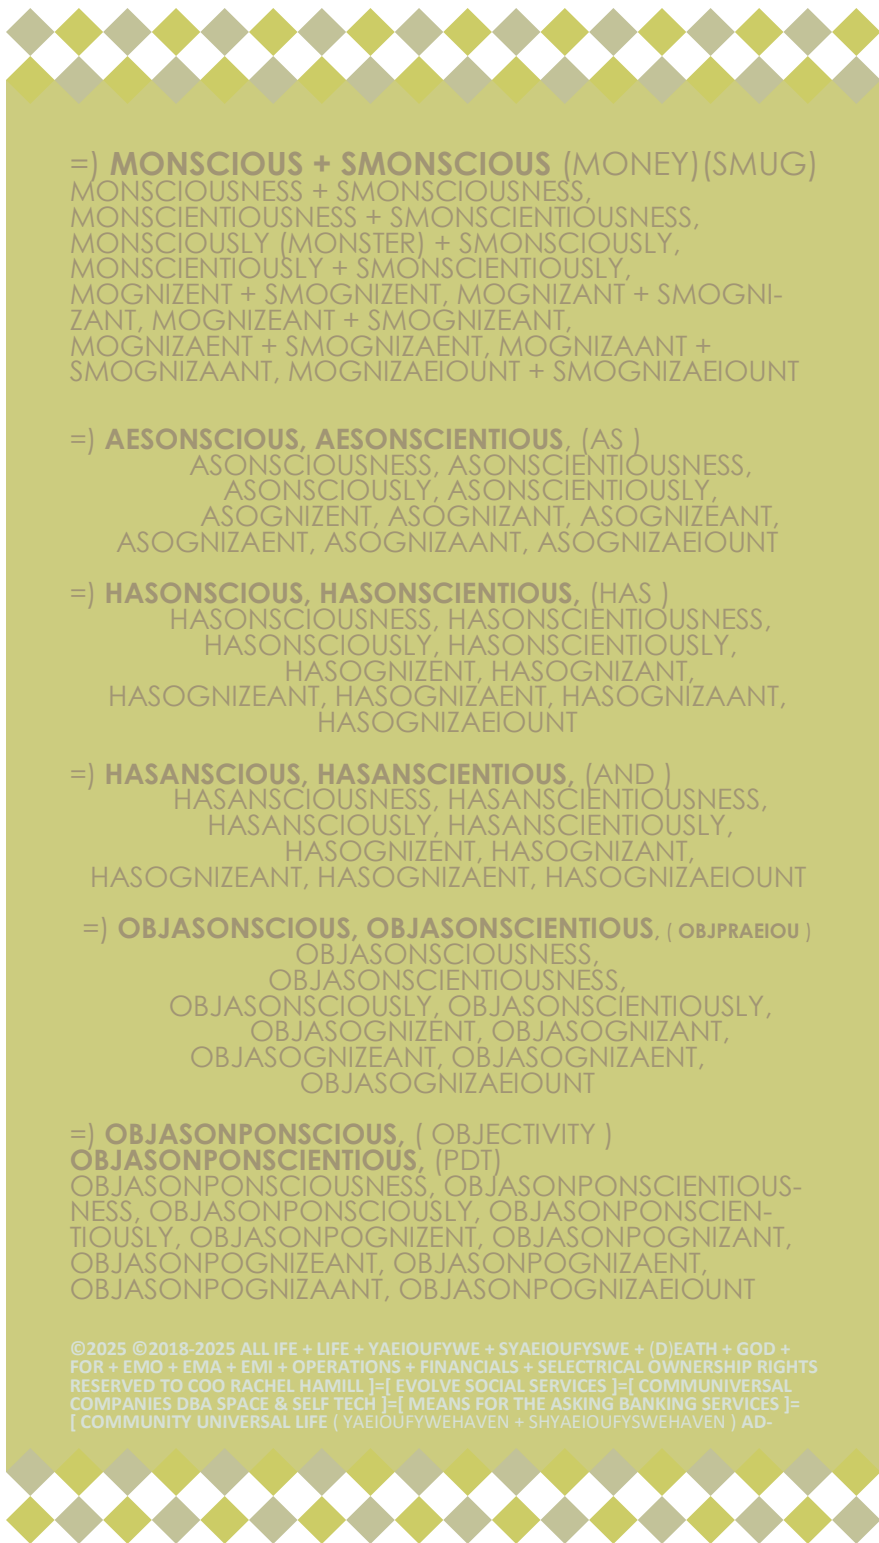 =) MONSCIOUS + SMONSCIOUS (MONEY)(SMUG)
MONSCIOUSNESS + SMONSCIOUSNESS,
MONSCIENTIOUSNESS + SMONSCIENTIOUSNESS,
MONSCIOUSLY (MONSTER) + SMONSCIOUSLY,
MONSCIENTIOUSLY + SMONSCIENTIOUSLY,
MOGNIZENT + SMOGNIZENT, MOGNIZANT + SMOGNI-
ZANT, MOGNIZEANT + SMOGNIZEANT,
MOGNIZAENT + SMOGNIZAENT, MOGNIZAANT +
SMOGNIZAANT, MOGNIZAEIOUNT + SMOGNIZAEIOUNT
=) AESONSCIOUS, AESONSCIENTIOUS, (AS )
ASONSCIOUSNESS, ASONSCIENTIOUSNESS,
ASONSCIOUSLY, ASONSCIENTIOUSLY,
ASOGNIZENT, ASOGNIZANT, ASOGNIZEANT,
ASOGNIZAENT, ASOGNIZAANT, ASOGNIZAEIOUNT
=) HASONSCIOUS, HASONSCIENTIOUS, (HAS )
HASONSCIOUSNESS, HASONSCIENTIOUSNESS,
HASONSCIOUSLY, HASONSCIENTIOUSLY,
HASOGNIZENT, HASOGNIZANT,
HASOGNIZEANT, HASOGNIZAENT, HASOGNIZAANT,
HASOGNIZAEIOUNT
=) HASANSCIOUS, HASANSCIENTIOUS, (AND )
HASANSCIOUSNESS, HASANSCIENTIOUSNESS,
HASANSCIOUSLY, HASANSCIENTIOUSLY,
HASOGNIZENT, HASOGNIZANT,
HASOGNIZEANT, HASOGNIZAENT, HASOGNIZAEIOUNT
=) OBJASONSCIOUS, OBJASONSCIENTIOUS, ( OBJPRAEIOU )
OBJASONSCIOUSNESS,
OBJASONSCIENTIOUSNESS,
OBJASONSCIOUSLY, OBJASONSCIENTIOUSLY,
OBJASOGNIZENT, OBJASOGNIZANT,
OBJASOGNIZEANT, OBJASOGNIZAENT,
OBJASOGNIZAEIOUNT
=) OBJASONPONSCIOUS, ( OBJECTIVITY )
OBJASONPONSCIENTIOUS, (PDT)
OBJASONPONSCIOUSNESS, OBJASONPONSCIENTIOUS-
NESS, OBJASONPONSCIOUSLY, OBJASONPONSCIEN-
TIOUSLY, OBJASONPOGNIZENT, OBJASONPOGNIZANT,
OBJASONPOGNIZEANT, OBJASONPOGNIZAENT,
OBJASONPOGNIZAANT, OBJASONPOGNIZAEIOUNT
©2025 ©2018-2025 ALL IFE + LIFE + YAEIOUFYWE + SYAEIOUFYSWE + (D)EATH + GOD +
FOR + EMO + EMA + EMI + OPERATIONS + FINANCIALS + SELECTRICAL OWNERSHIP RIGHTS
RESERVED TO COO RACHEL HAMILL ]=[ EVOLVE SOCIAL SERVICES ]=[ COMMUNIVERSAL
COMPANIES DBA SPACE & SELF TECH ]=[ MEANS FOR THE ASKING BANKING SERVICES ]=
[ COMMUNITY UNIVERSAL LIFE ( YAEIOUFYWEHAVEN + SHYAEIOUFYSWEHAVEN ) AD-